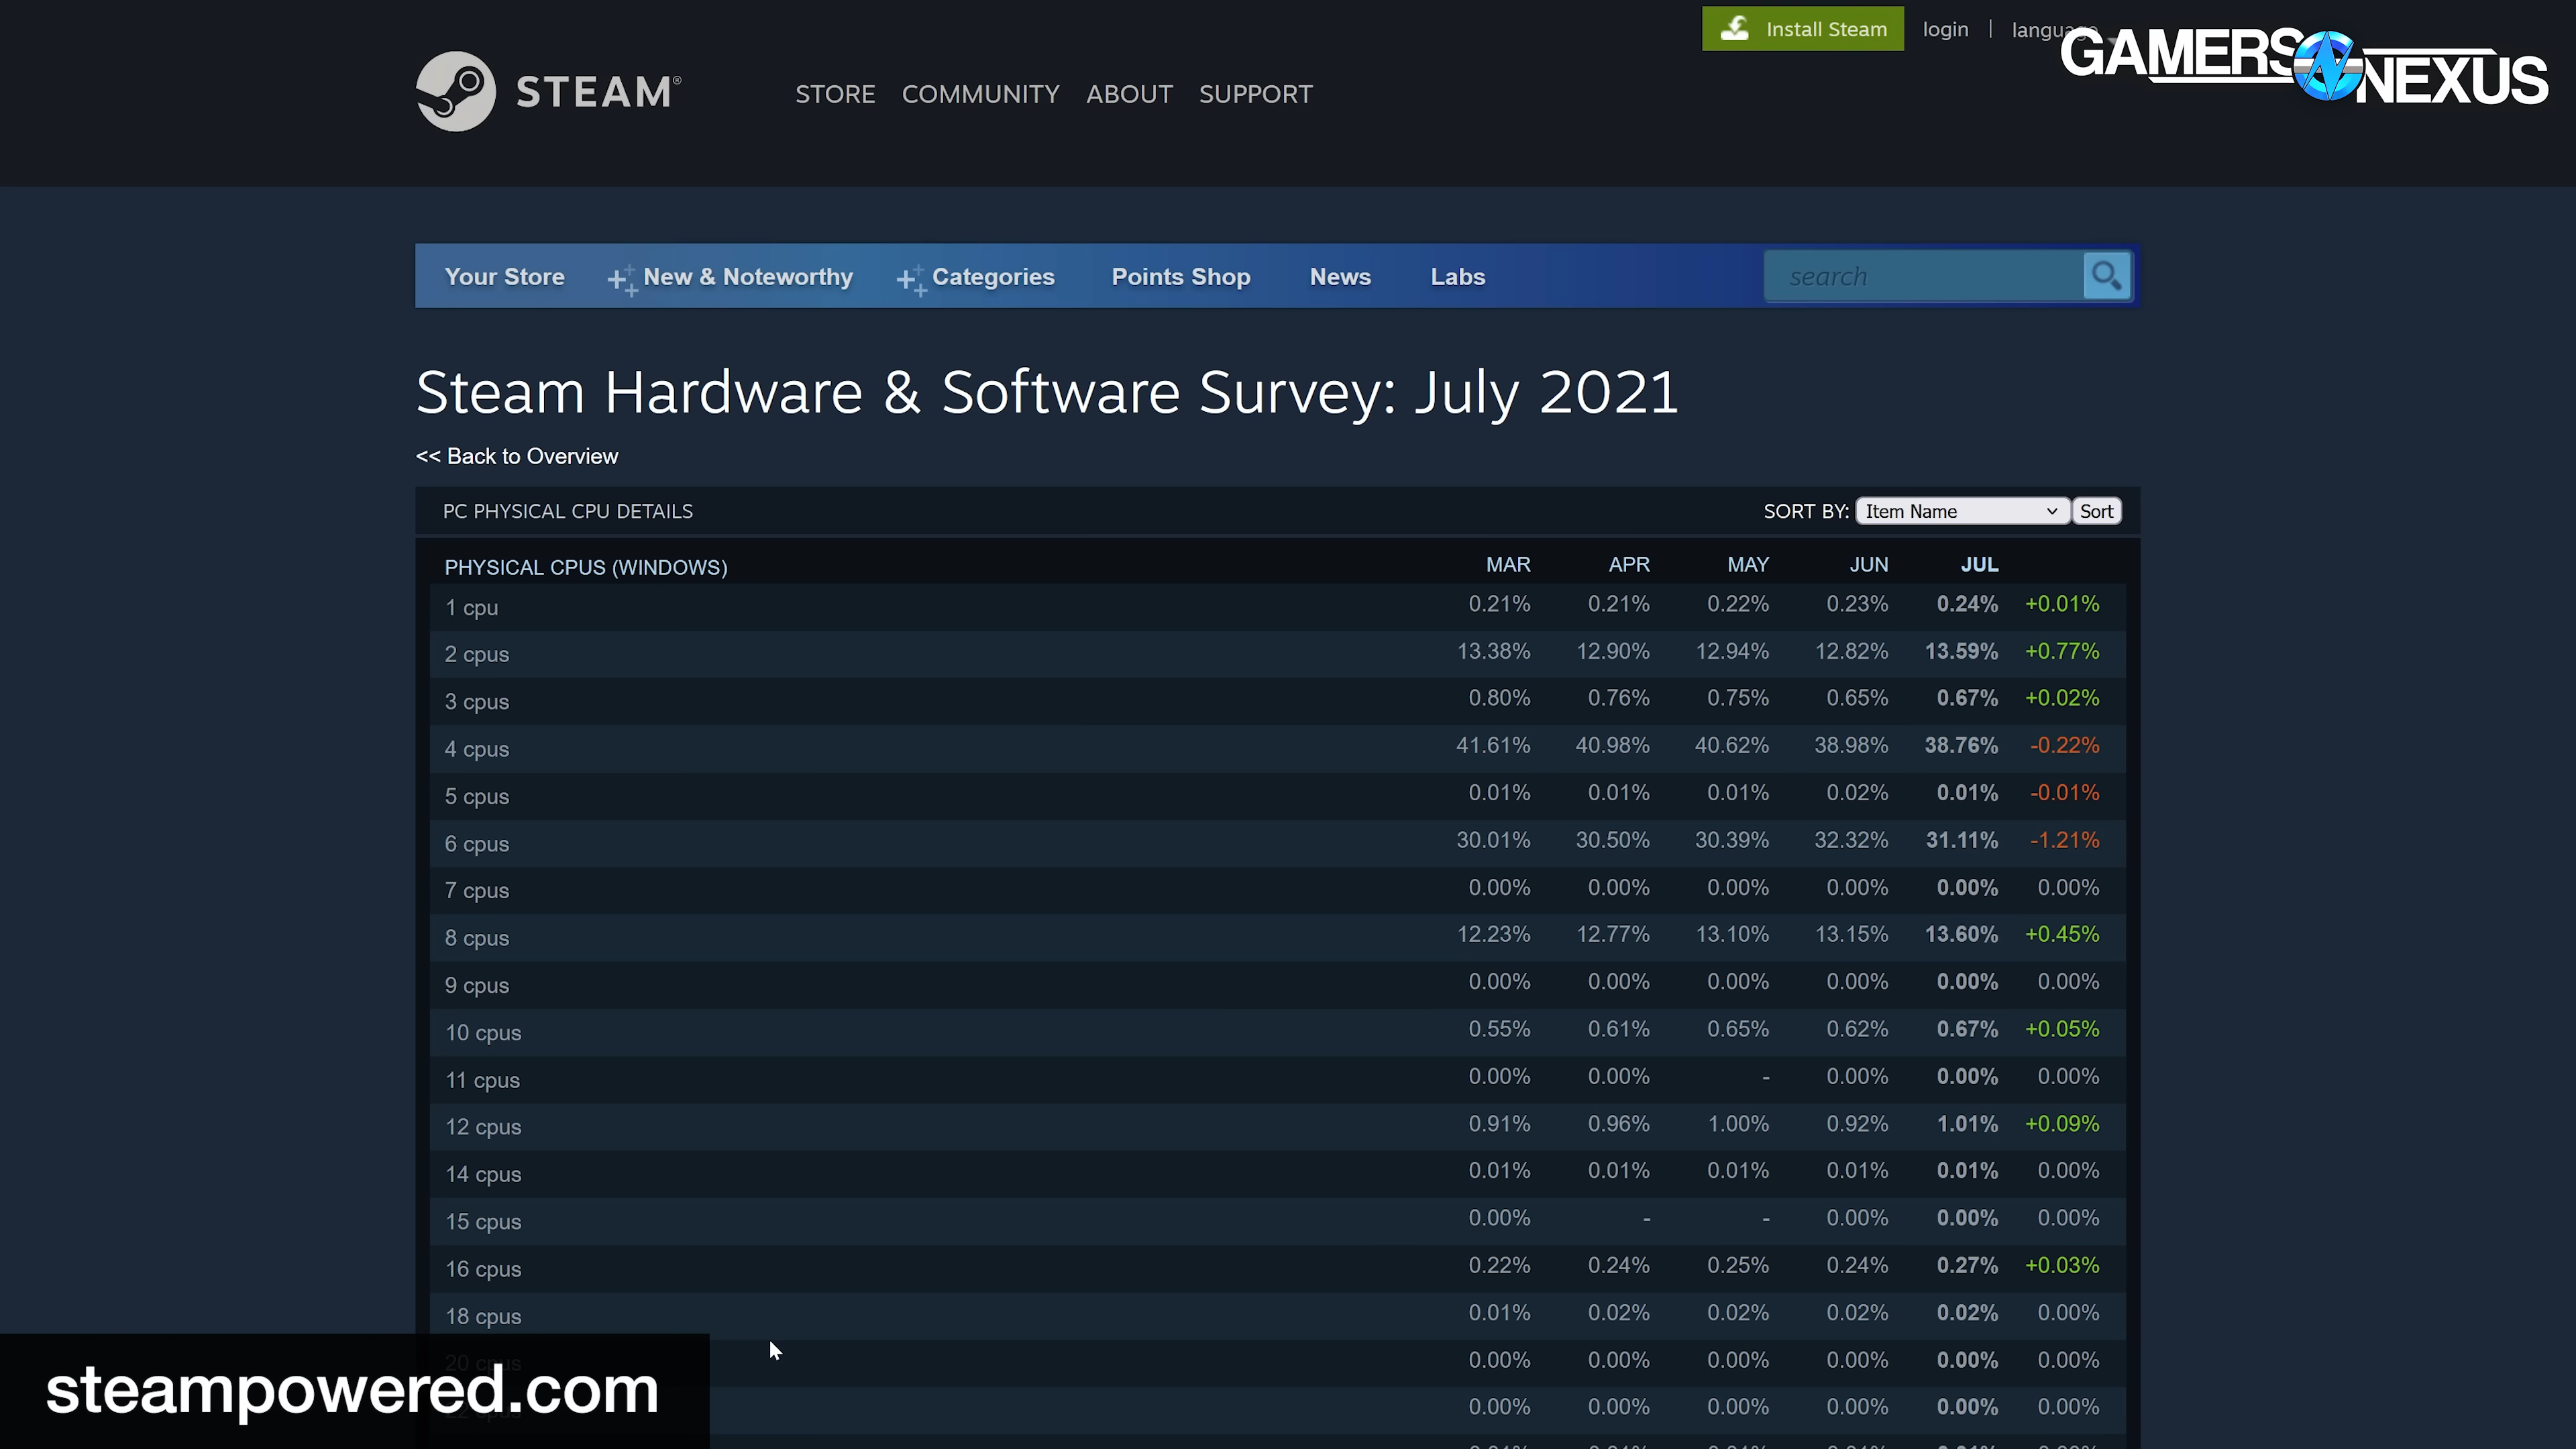 Install Steam login | language
GAMERS NEXUS
STEAM® STORE COMMUNITY ABOUT SUPPORT
Your Store New & Noteworthy Categories Points Shop News Labs search
Steam Hardware & Software Survey: July 2021
<< Back to Overview
PC PHYSICAL CPU DETAILS SORT BY: Item Name Sort
PHYSICAL CPUS (WINDOWS) MAR APR MAY JUN JUL
1 cpu 0.21% 0.21% 0.22% 0.23% 0.24% +0.01%
2 cpus 13.38% 12.90% 12.94% 12.82% 13.59% +0.77%
3 cpus 0.80% 0.76% 0.75% 0.65% 0.67% +0.02%
4 cpus 41.61% 40.98% 40.62% 38.98% 38.76% -0.22%
5 cpus 0.01% 0.01% 0.01% 0.02% 0.01% -0.01%
6 cpus 30.01% 30.50% 30.39% 32.32% 31.11% -1.21%
7 cpus 0.00% 0.00% 0.00% 0.00% 0.00% 0.00%
8 cpus 12.23% 12.77% 13.10% 13.15% 13.60% +0.45%
9 cpus 0.00% 0.00% 0.00% 0.00% 0.00% 0.00%
10 cpus 0.55% 0.61% 0.65% 0.62% 0.67% +0.05%
11 cpus 0.00% 0.00% - 0.00% 0.00% 0.00%
12 cpus 0.91% 0.96% 1.00% 0.92% 1.01% +0.09%
14 cpus 0.01% 0.01% 0.01% 0.01% 0.01% 0.00%
15 cpus 0.00% - - 0.00% 0.00% 0.00%
16 cpus 0.22% 0.24% 0.25% 0.24% 0.27% +0.03%
18 cpus 0.01% 0.02% 0.02% 0.02% 0.02% 0.00%
20 cpus 0.00% 0.00% 0.00% 0.00% 0.00% 0.00%
22 cpus 0.00% 0.00% 0.00% 0.00% 0.00% 0.00%
steampowered.com